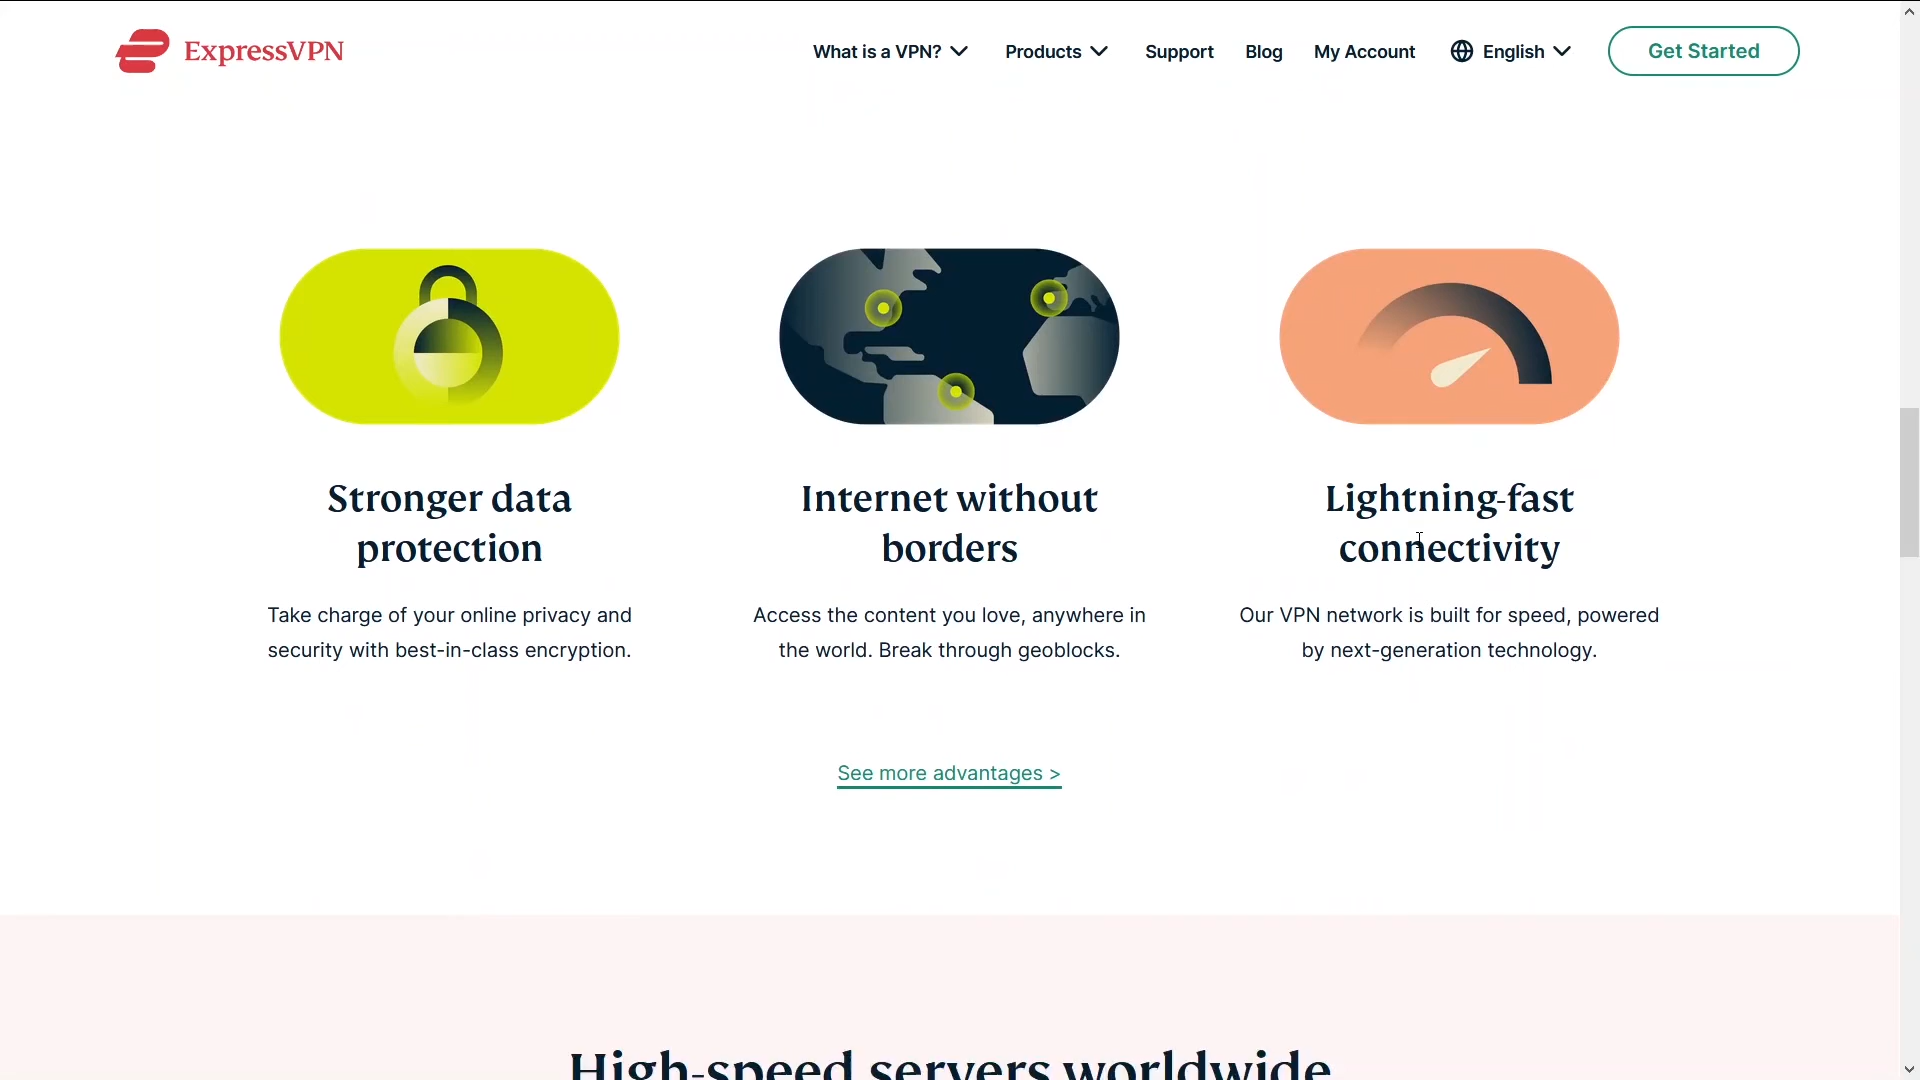 ExpressVPN
What is a VPN?
Products
Support
Blog
My Account
English
Get Started
Stronger data
protection
Take charge of your online privacy and
security with best-in-class encryption.
Internet without
borders
Access the content you love, anywhere in
the world. Break through geoblocks.
Lightning-fast
connectivity
Our VPN network is built for speed, powered
by next-generation technology.
See more advantages >
High-speed servers worldwide